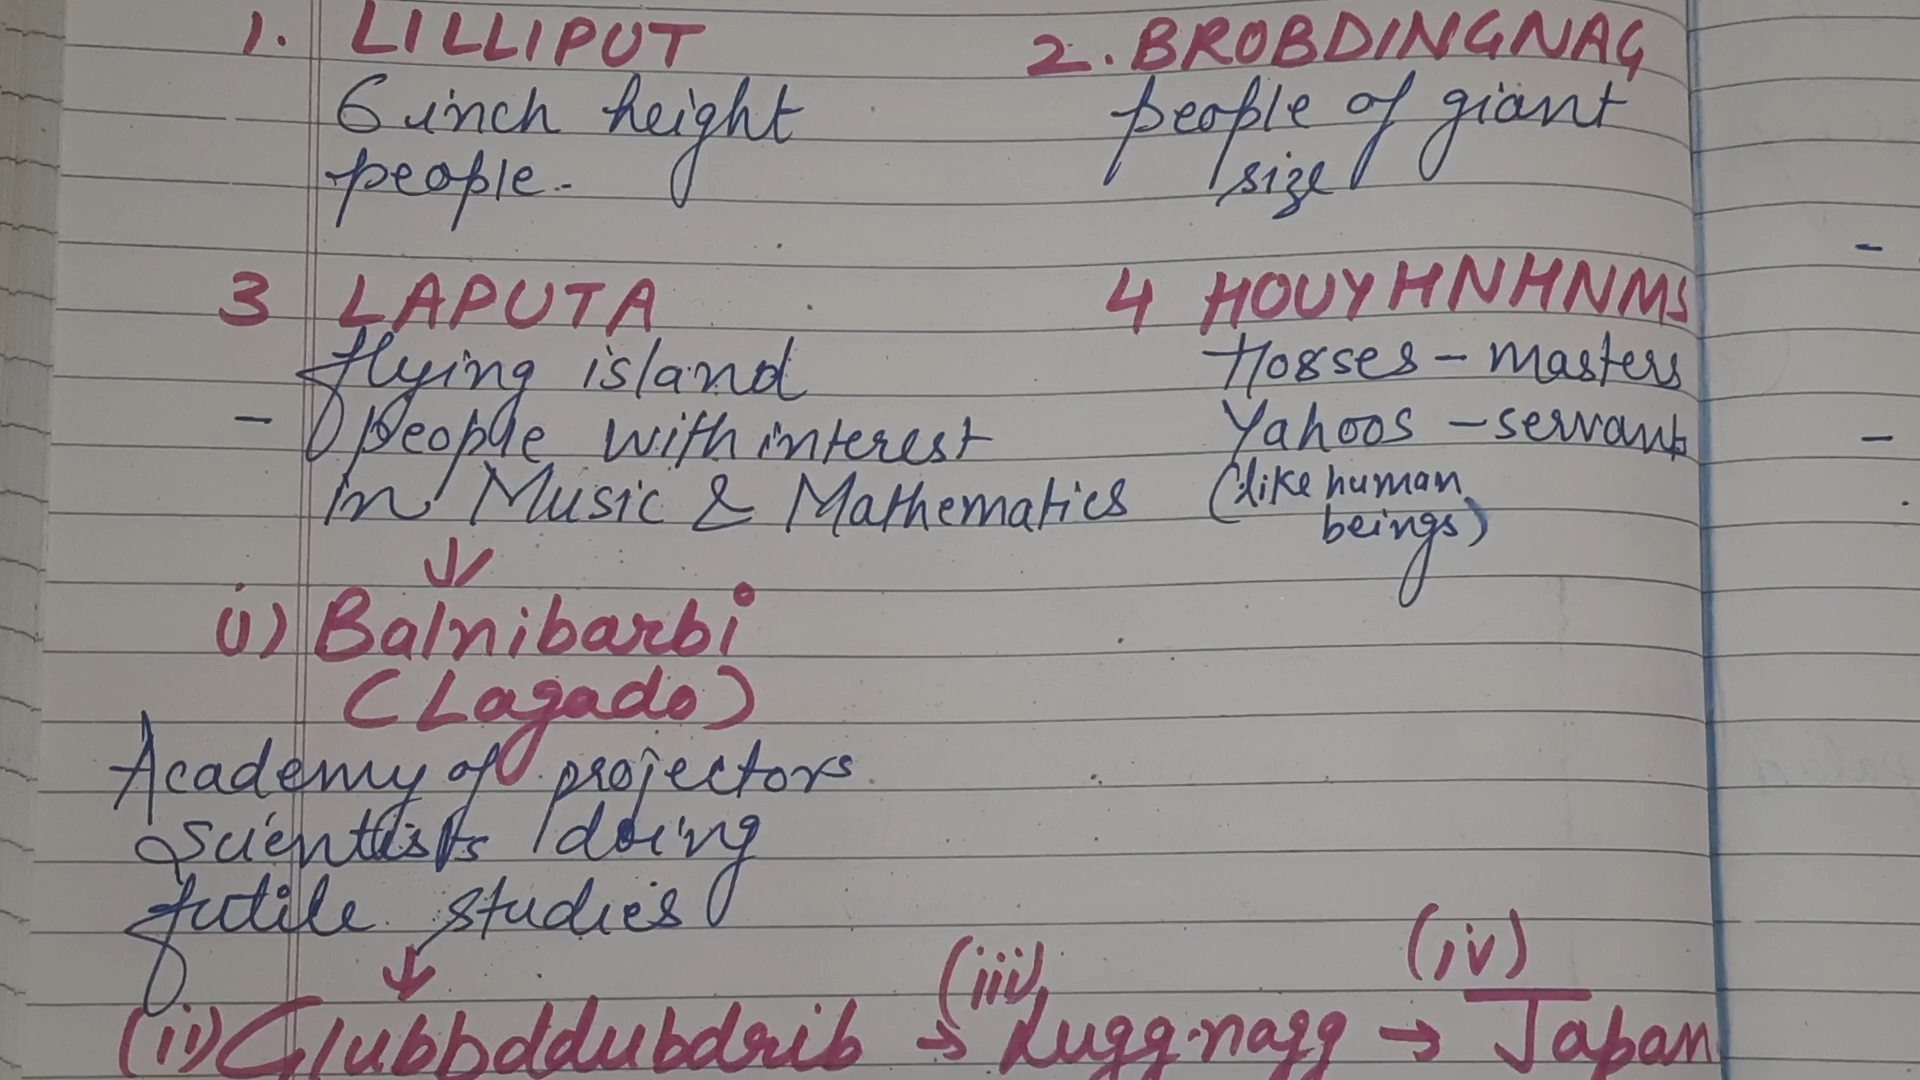 1. LILLIPUT
6 inch height
people.
2. BROBDINGNAG
people of giant
size
3 LAPUTA
flying island
- people with interest
in Music & Mathematics
4 HOUYHNHNMS
Horses - masters
Yahoos - servants
(like human
beings)
(i) Balnibarbi
(Lagado)
Academy of projectors
scientists doing
futile studies
(ii) Glubbddubdrib → (iii) Luggnagg → (iv) Japan